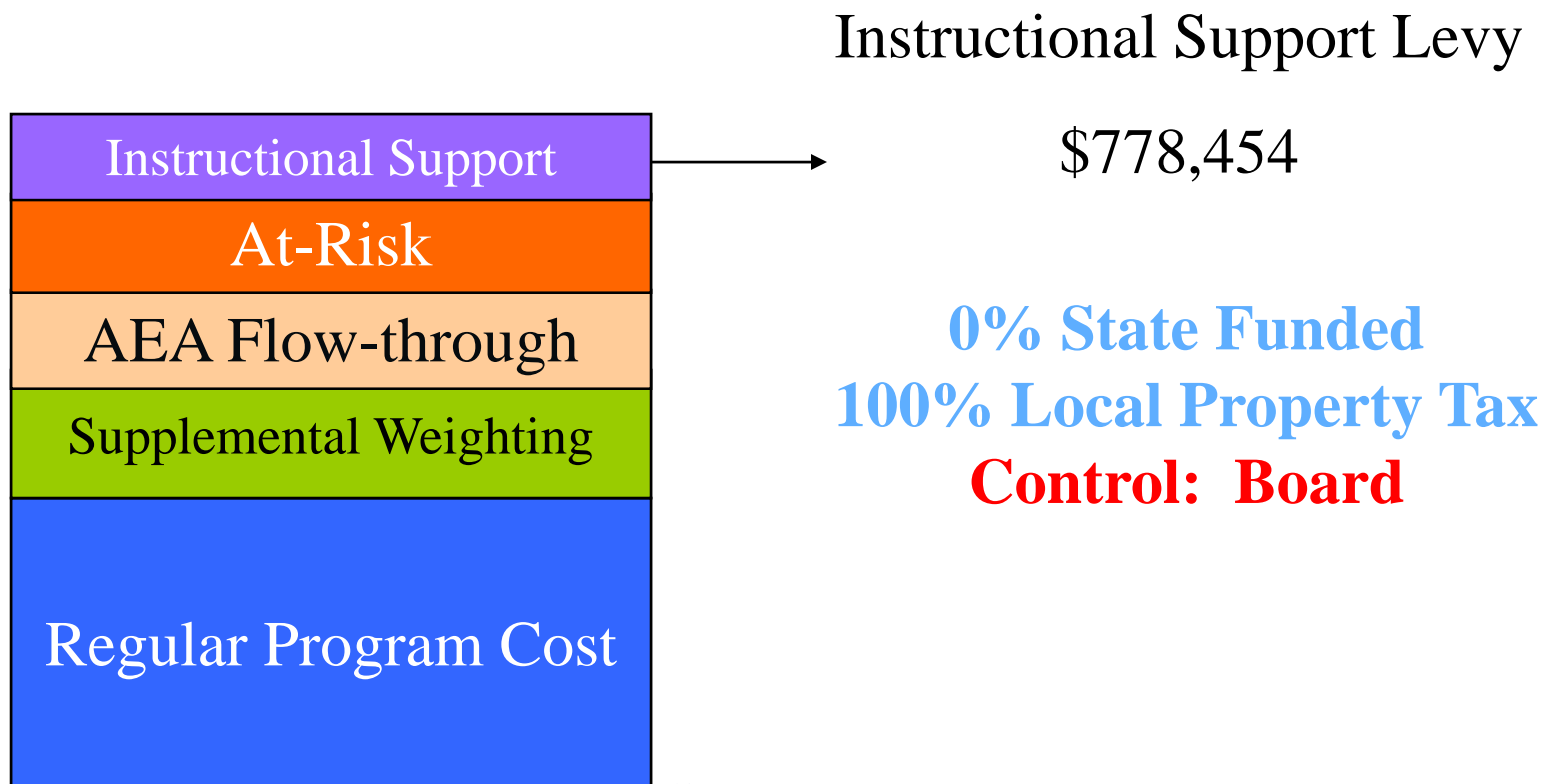 Instructional Support Levy
Instructional Support
$778,454
At-Risk
AEA Flow-through
Supplemental Weighting
Regular Program Cost
0% State Funded
100% Local Property Tax
Control: Board